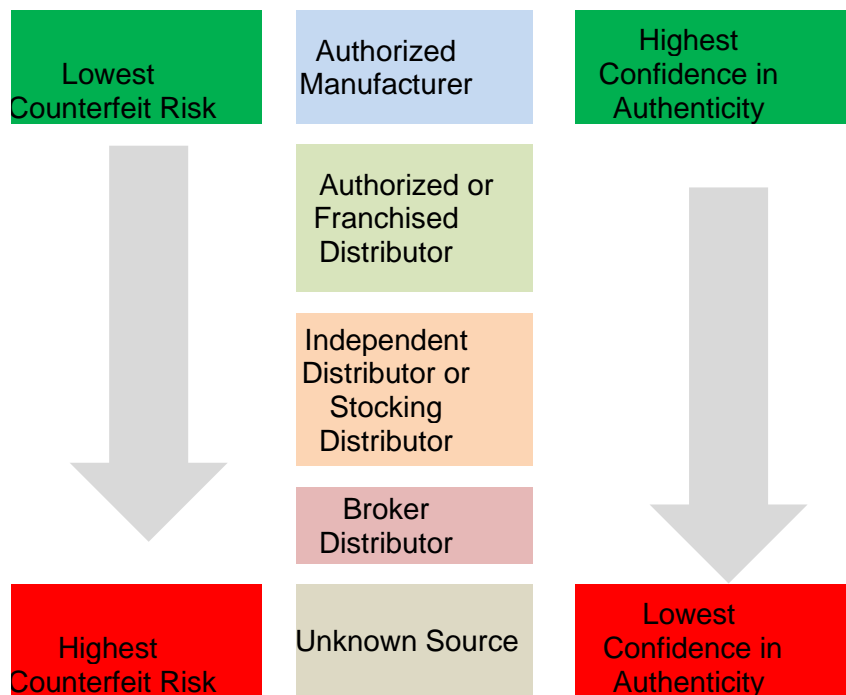 Lowest
Counterfeit Risk
Authorized
Manufacturer
Highest
Confidence in
Authenticity
Authorized or
Franchised
Distributor
Independent
Distributor or
Stocking
Distributor
Broker
Distributor
Highest
Counterfeit Risk
Unknown Source
Lowest
Confidence in
Authenticity